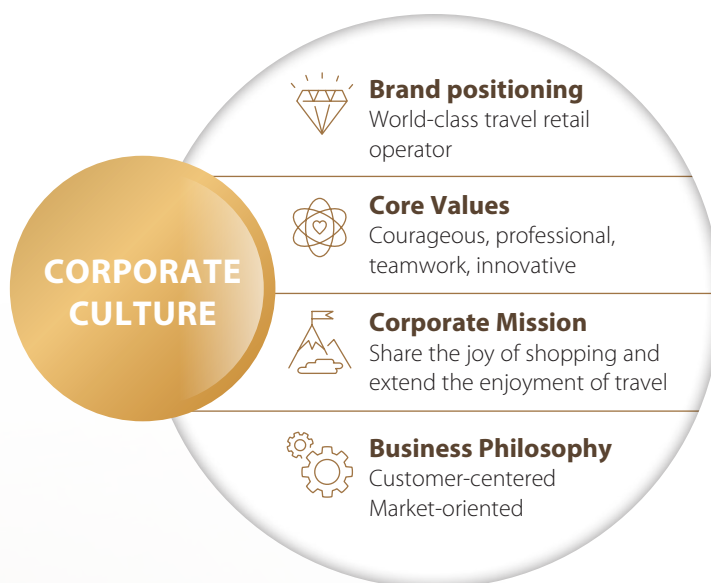 CORPORATE
CULTURE
Brand positioning
World-class travel retail
operator
Core Values
Courageous, professional,
teamwork, innovative
Corporate Mission
Share the joy of shopping and
extend the enjoyment of travel
Business Philosophy
Customer-centered
Market-oriented